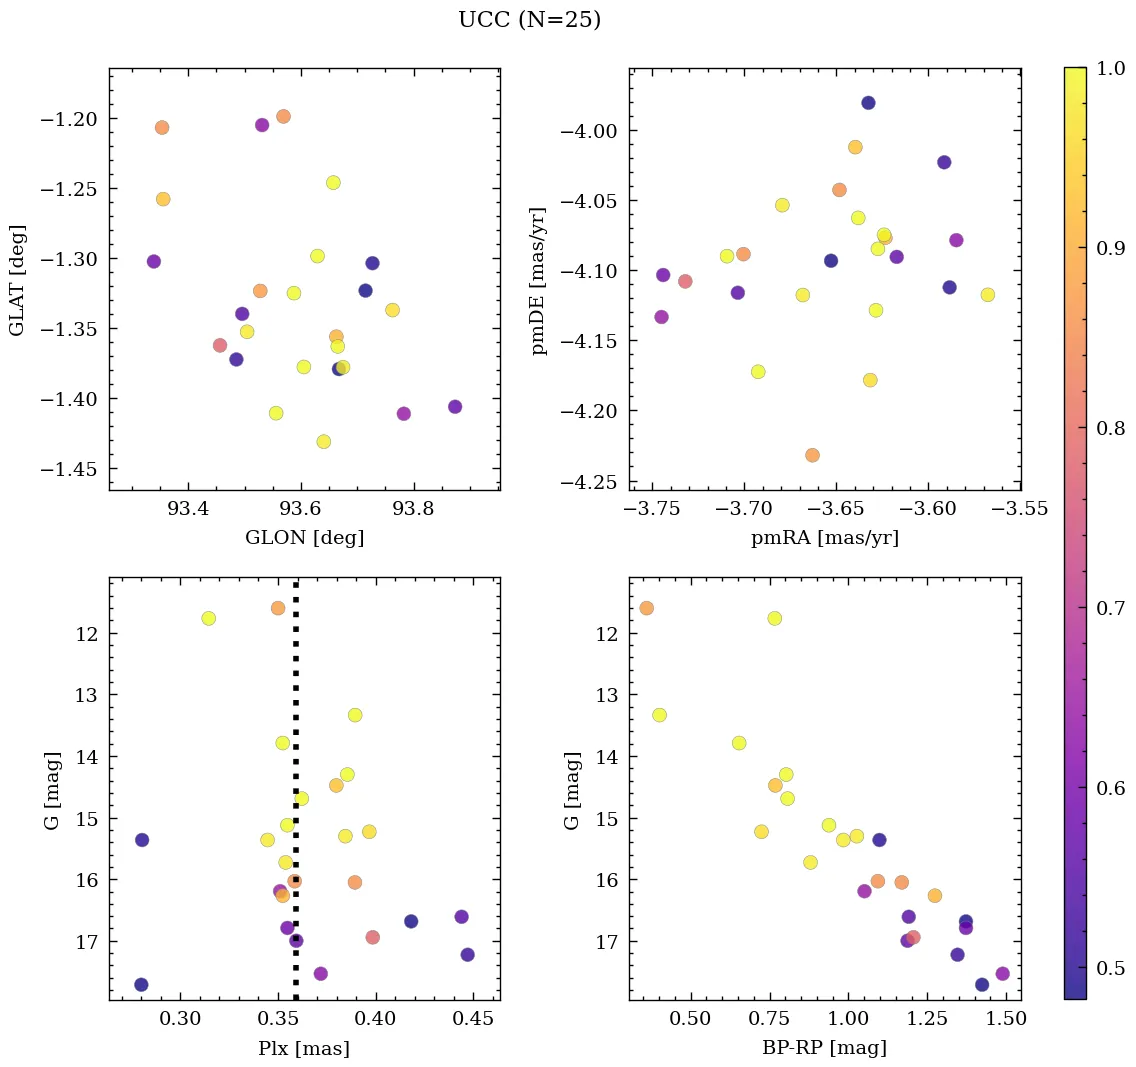 UCC (N=25)
−1.20
−1.25
−1.30
−1.35
−1.40
−1.45
GLAT [deg]
93.4 93.6 93.8
GLON [deg]
−4.00
−4.05
−4.10
−4.15
−4.20
−4.25
pmDE [mas/yr]
−3.75 −3.70 −3.65 −3.60 −3.55
pmRA [mas/yr]
12
13
14
15
16
17
G [mag]
0.30 0.35 0.40 0.45
Plx [mas]
12
13
14
15
16
17
G [mag]
0.50 0.75 1.00 1.25 1.50
BP-RP [mag]
1.0
0.9
0.8
0.7
0.6
0.5